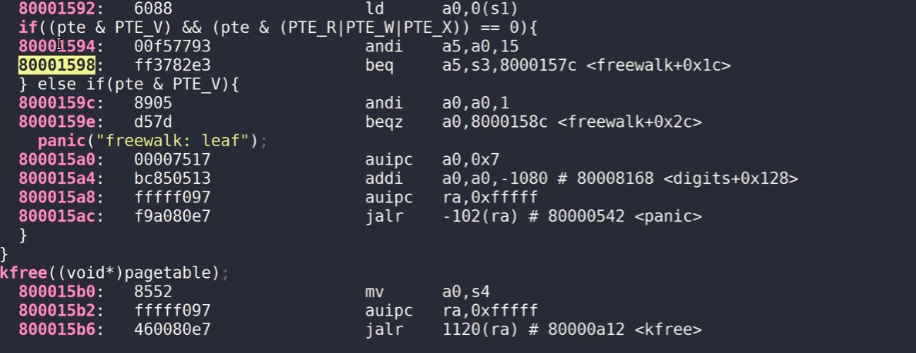 80001592: 6088 ld a0,0(s1)
if((pte & PTE_V) && (pte & (PTE_R|PTE_W|PTE_X)) == 0){
80001594: 00f57793 andi a5,a0,15
80001598: ff3782e3 beq a5,s3,8000157c <freewalk+0x1c>
} else if(pte & PTE_V){
8000159c: 8905 andi a0,a0,1
8000159e: d57d beqz a0,8000158c <freewalk+0x2c>
panic("freewalk: leaf");
800015a0: 00007517 auipc a0,0x7
800015a4: bc850513 addi a0,a0,-1080 # 80008168 <digits+0x128>
800015a8: fffff097 auipc ra,0xfffff
800015ac: f9a080e7 jalr -102(ra) # 80000542 <panic>
}
}
kfree((void*)pagetable);
800015b0: 8552 mv a0,s4
800015b2: fffff097 auipc ra,0xfffff
800015b6: 460080e7 jalr 1120(ra) # 80000a12 <kfree>